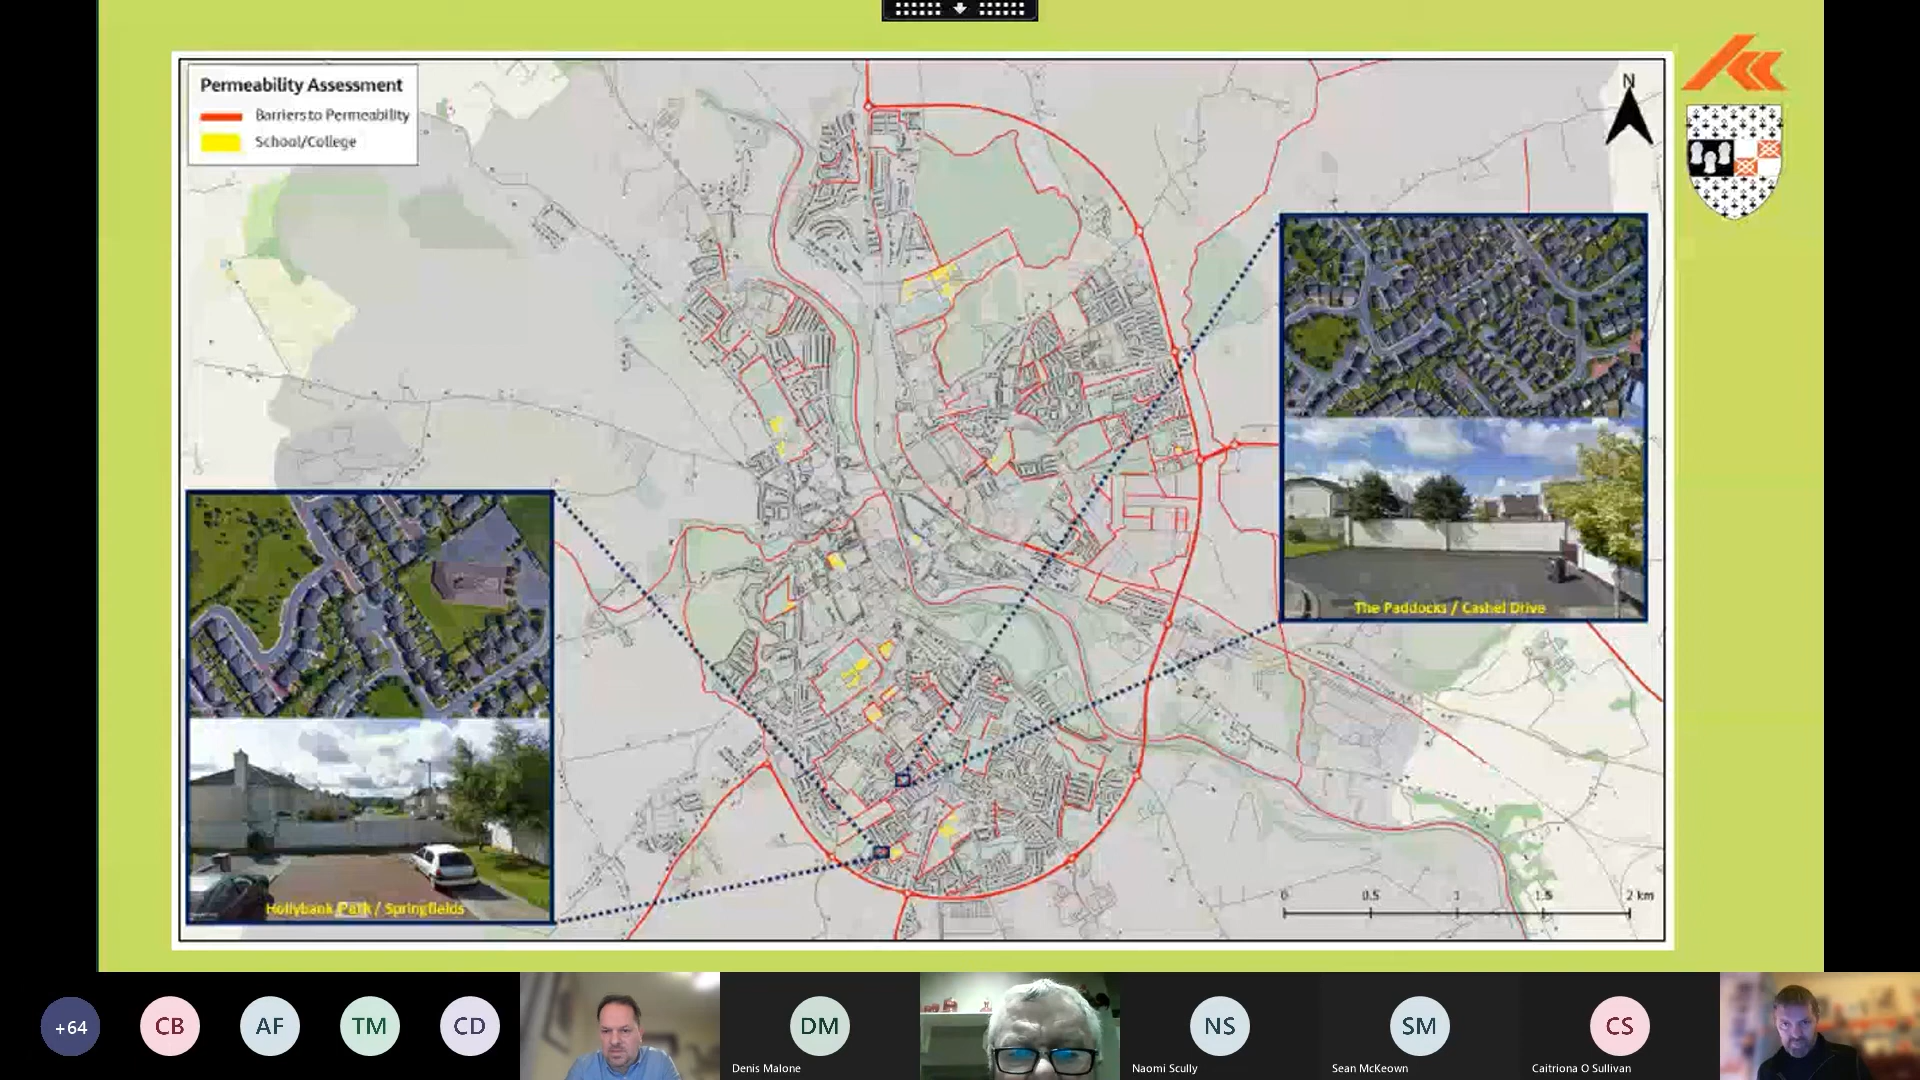 Permeability Assessment
Barriers to Permeability
School/College
N
The Paddocks / Cashel Drive
Hollybank Park / Springfields
0 0.5 1 1.5 2 km
+64
CB
AF
TM
CD
DM
Denis Malone
NS
Naomi Scully
SM
Sean McKeown
CS
Caitriona O Sullivan